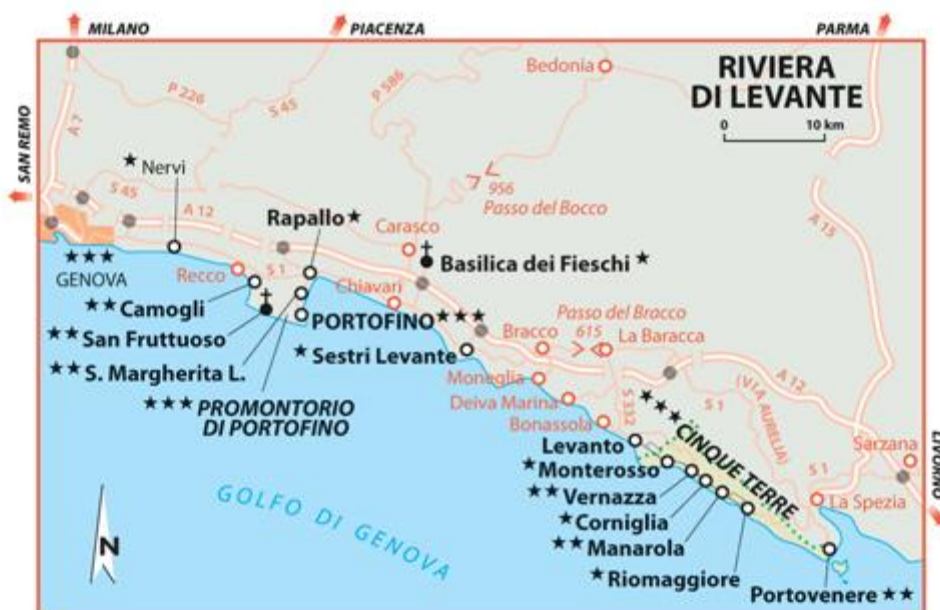 MILANO
PIACENZA
PARMA
SAN REMO
LIVORNO
RIVIERA
DI LEVANTE
0 10 km
Bedonia
P 226
S 45
P 586
A 7
★ Nervi
S 45
A 12
956
Passo del Bocco
A 15
Rapallo ★
Carasco
Basilica dei Fieschi ★
★★★
GENOVA
Recco
S 1
Chiavari
★★ Camogli
★★ San Fruttuoso
PORTOFINO ★★★
Passo del Bracco
Bracco
615
La Baracca
★ Sestri Levante
★★ S. Margherita L.
Moneglia
A 12
★★★ PROMONTORIO
DI PORTOFINO
Deiva Marina
S 332
S 1
(VIA AURELIA)
Bonassola
★★★ CINQUE TERRE
Levanto
Sarzana
★ Monterosso
S 1
★★ Vernazza
La Spezia
★ Corniglia
★★ Manarola
★ Riomaggiore
Portovenere ★★
GOLFO DI GENOVA
N